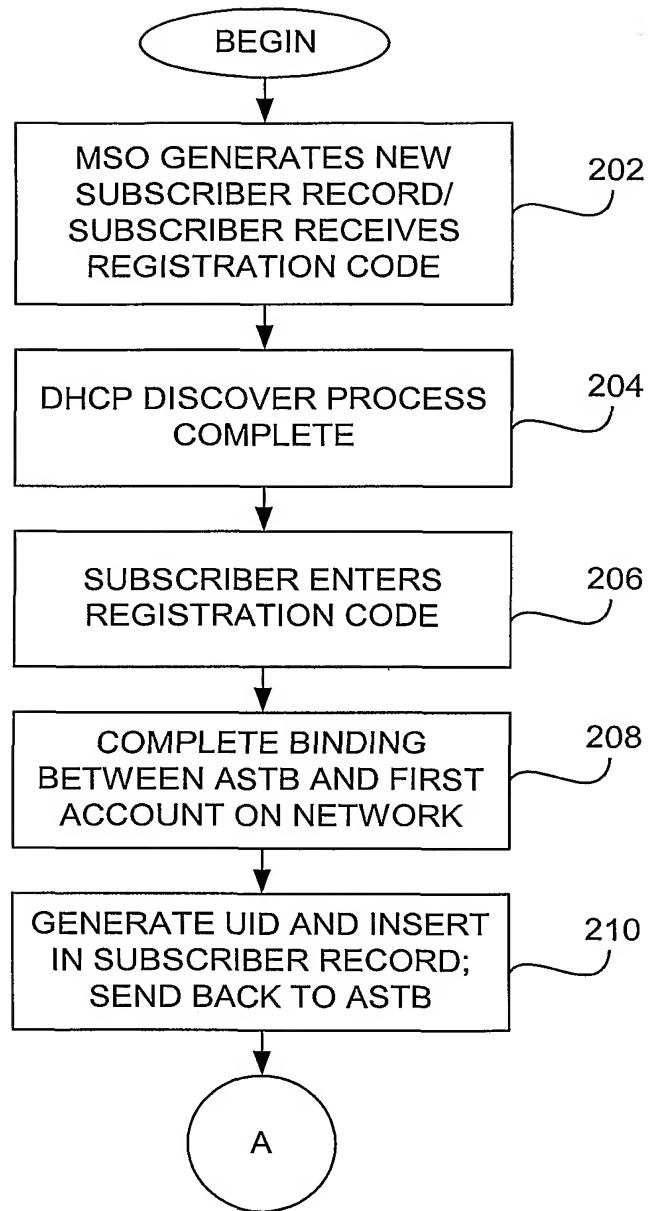 BEGIN
MSO GENERATES NEW
SUBSCRIBER RECORD/
SUBSCRIBER RECEIVES
REGISTRATION CODE
202
DHCP DISCOVER PROCESS
COMPLETE
204
SUBSCRIBER ENTERS
REGISTRATION CODE
206
COMPLETE BINDING
BETWEEN ASTB AND FIRST
ACCOUNT ON NETWORK
208
GENERATE UID AND INSERT
IN SUBSCRIBER RECORD;
SEND BACK TO ASTB
210
A